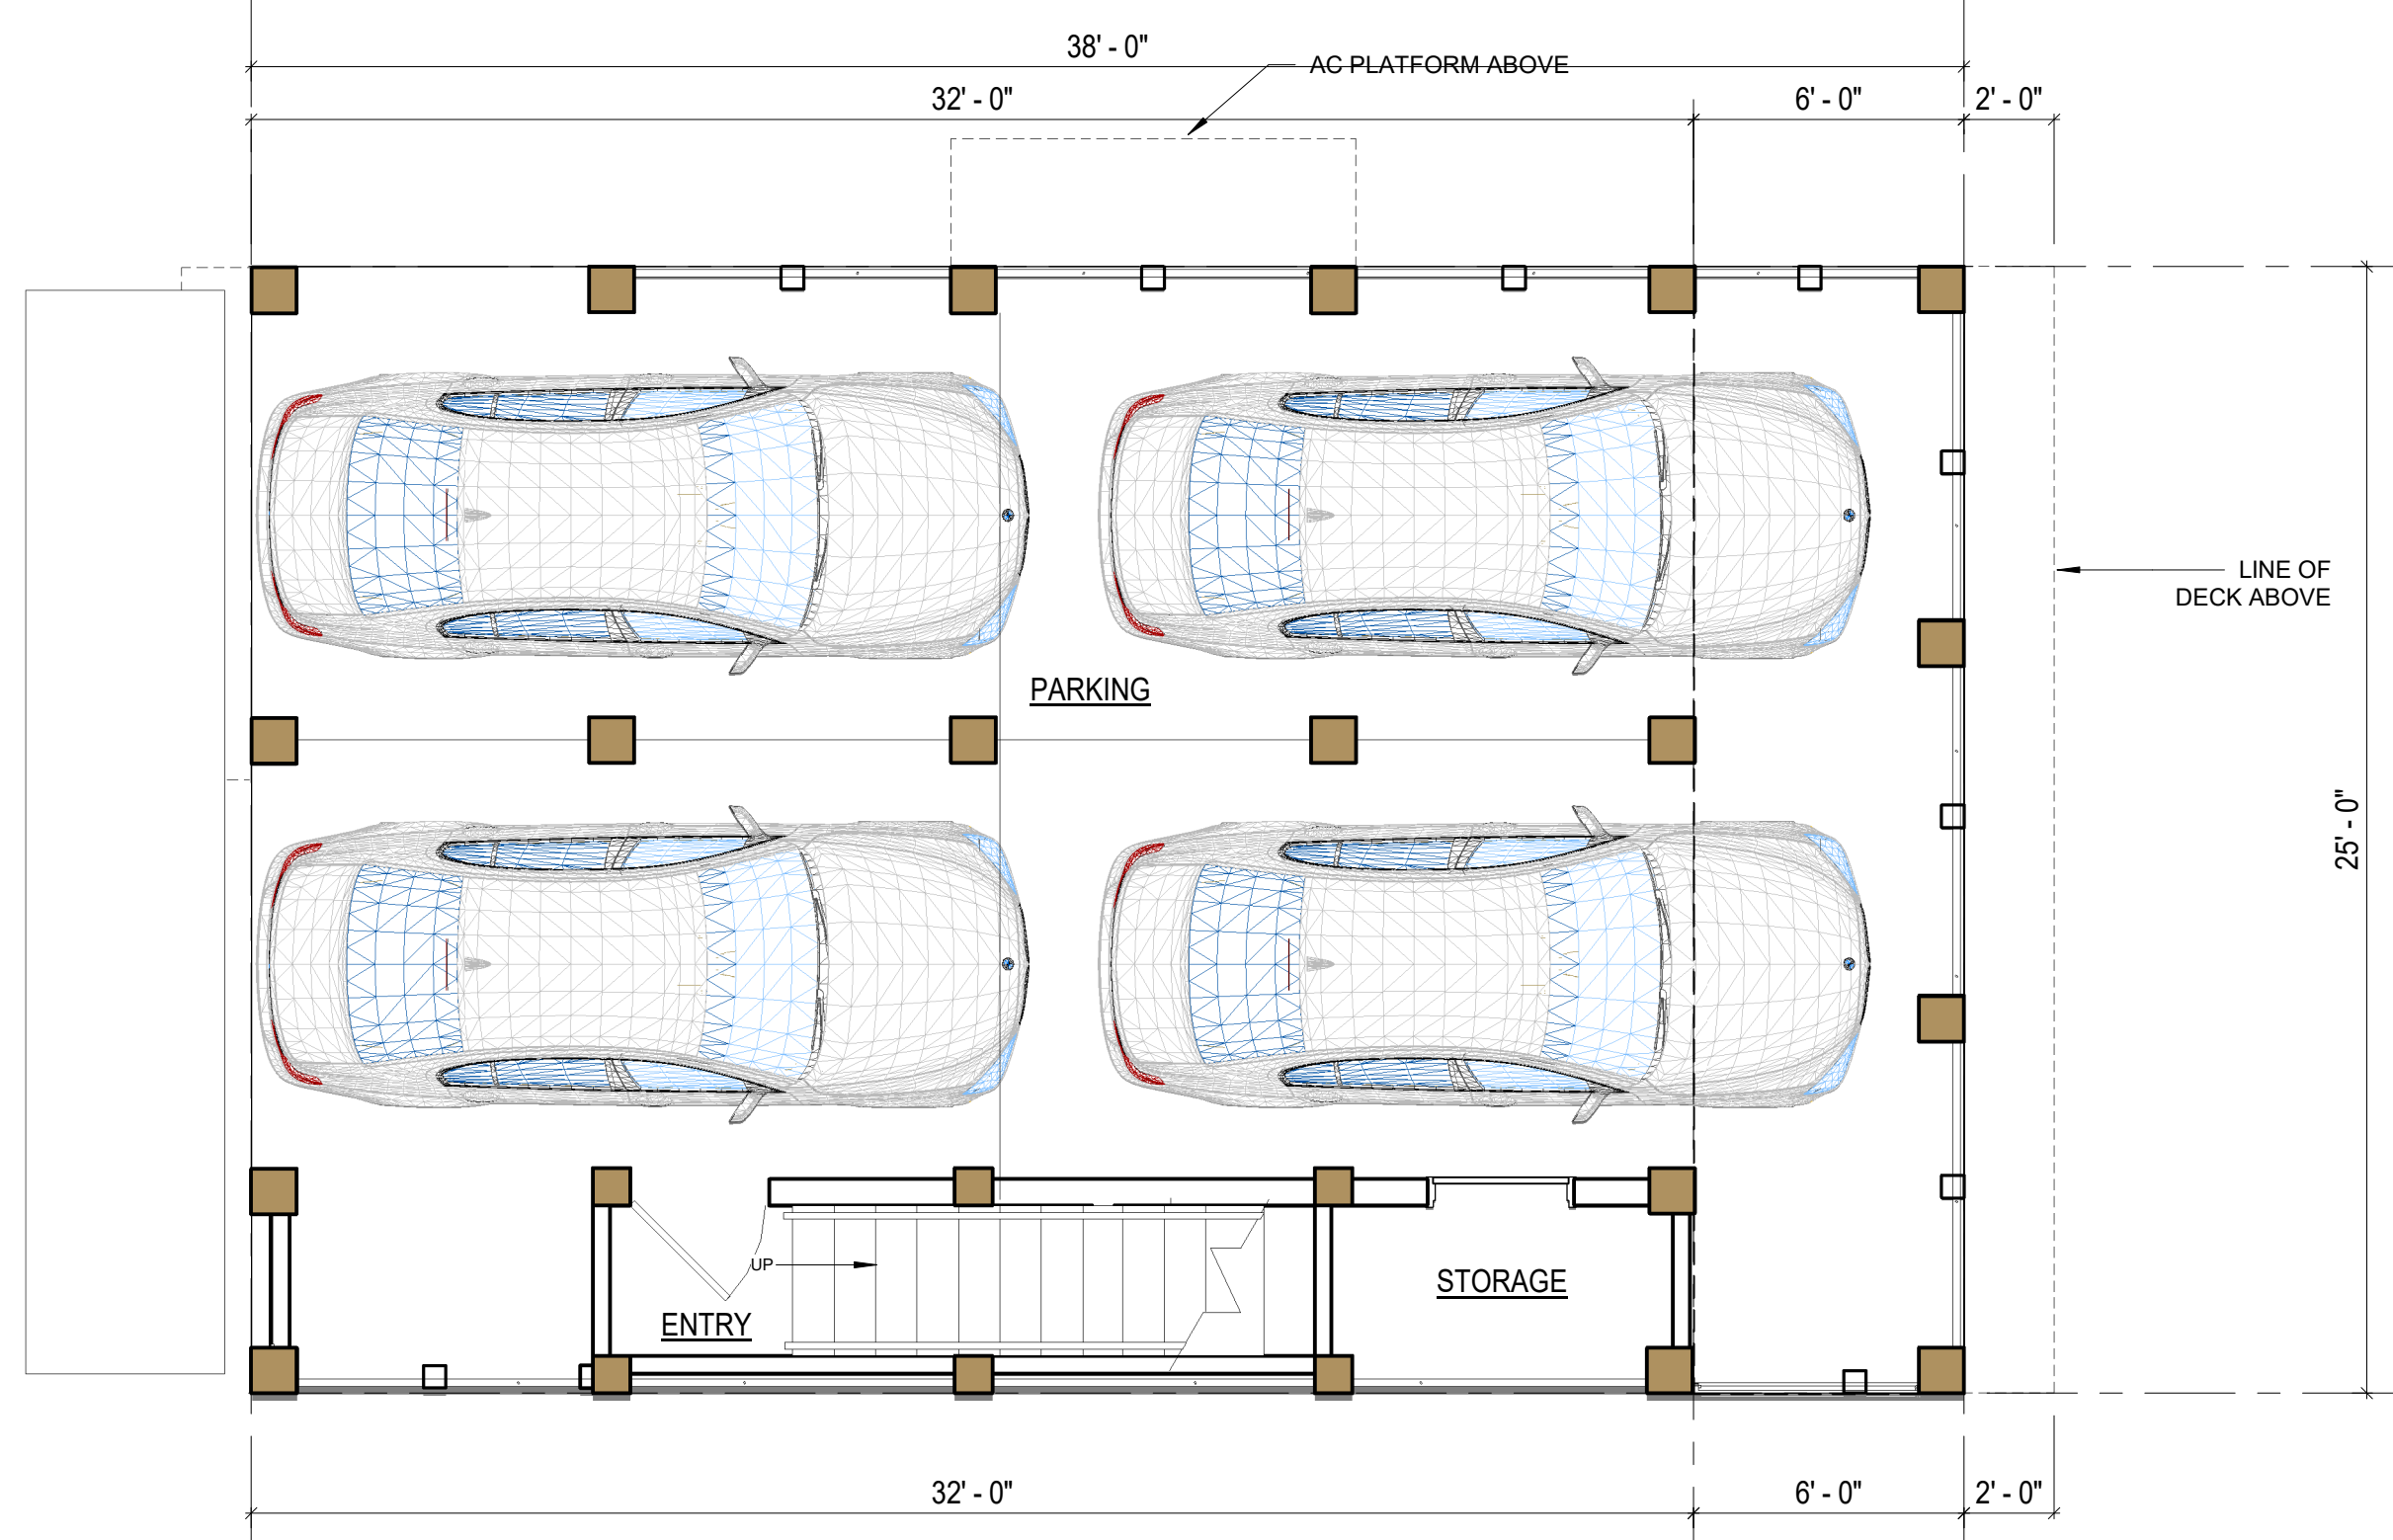 38' - 0"
AC PLATFORM ABOVE
32' - 0"
6' - 0"
2' - 0"
LINE OF
DECK ABOVE
PARKING
25' - 0"
UP
STORAGE
ENTRY
32' - 0"
6' - 0"
2' - 0"